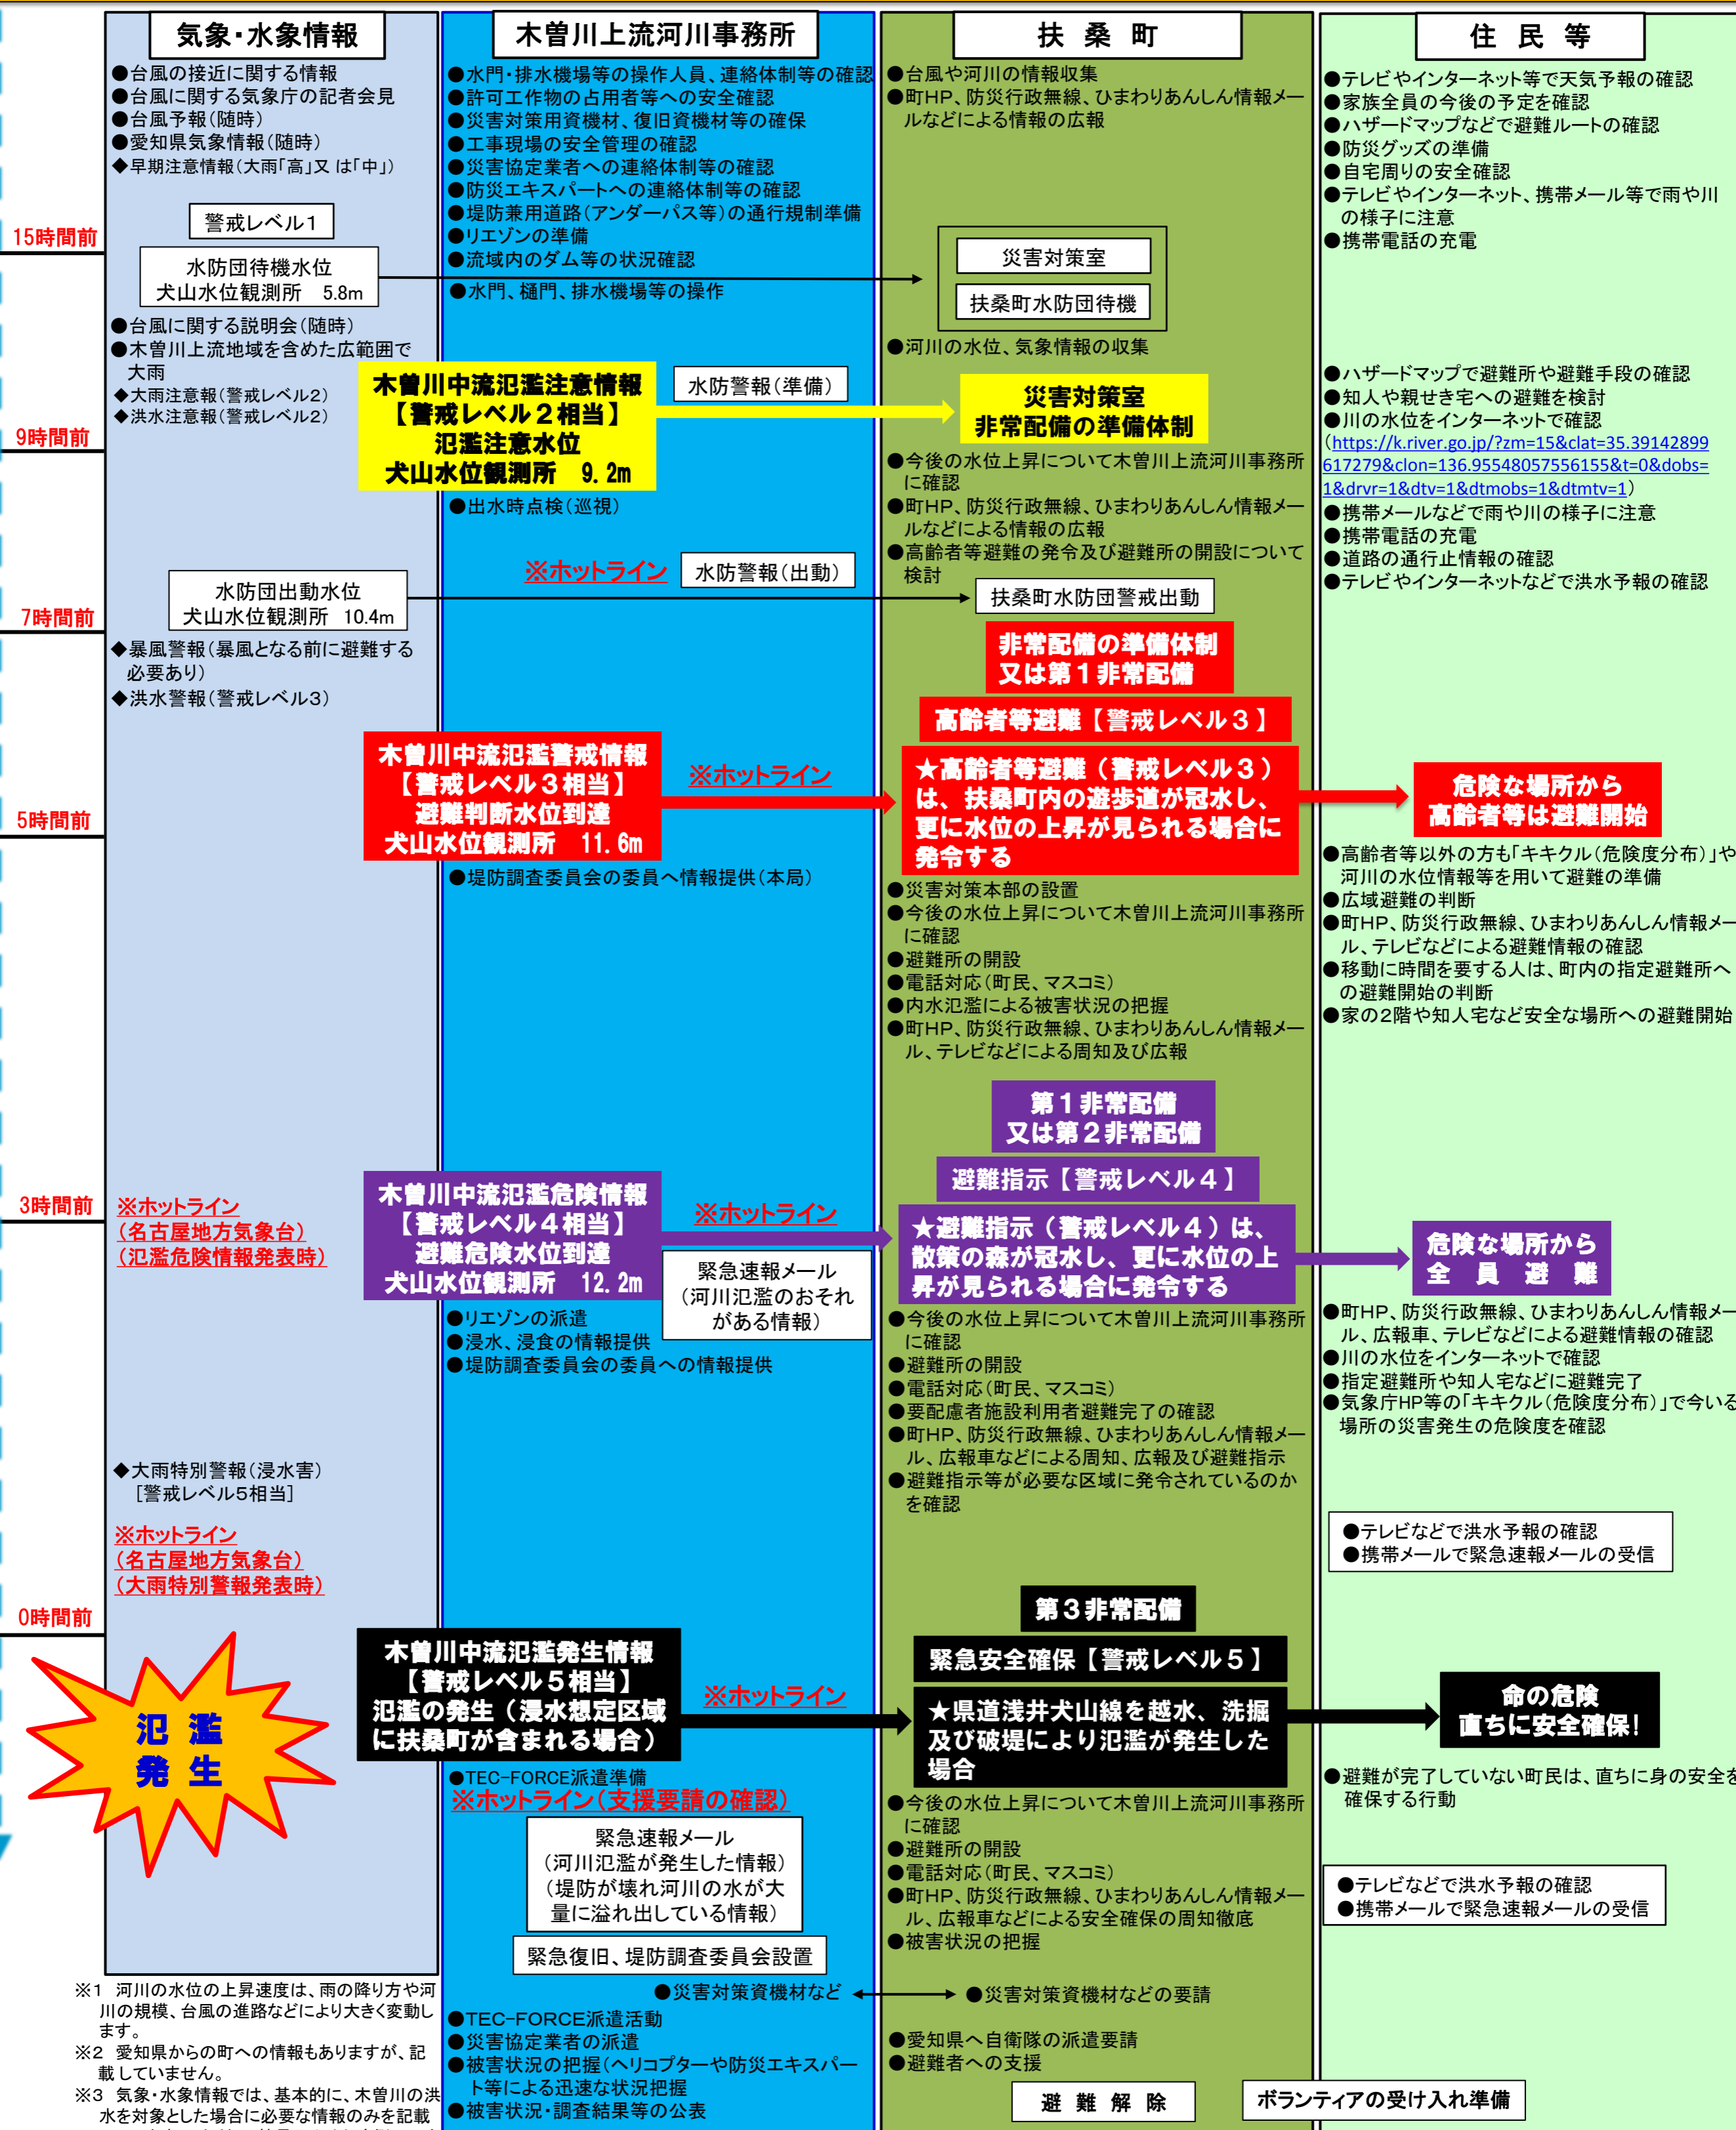 気象･水象情報
●台風の接近に関する情報
●台風に関する気象庁の記者会見
●台風予報（随時）
●愛知県気象情報（随時）
◆早期注意情報（大雨「高」又 は「中」）
警戒レベル１
15時間前
水防団待機水位
犬山水位観測所　5.8m
●台風に関する説明会（随時）
●木曽川上流地域を含めた広範囲で
大雨
◆大雨注意報（警戒レベル２）
◆洪水注意報（警戒レベル２）
9時間前
水防団出動水位
犬山水位観測所　10.4m
7時間前
◆暴風警報（暴風となる前に避難する
必要あり）
◆洪水警報（警戒レベル３）
5時間前
3時間前
※ホットライン
（名古屋地方気象台）
（氾濫危険情報発表時）
◆大雨特別警報（浸水害）
［警戒レベル５相当］
※ホットライン
（名古屋地方気象台）
（大雨特別警報発表時）
0時間前
氾　濫
発　生
※1　河川の水位の上昇速度は、雨の降り方や河
川の規模、台風の進路などにより大きく変動し
ます。
※2　愛知県からの町への情報もありますが、記
載していません。
※3　気象・水象情報では、基本的に、木曽川の洪
水を対象とした場合に必要な情報のみを記載
木曽川上流河川事務所
●水門・排水機場等の操作人員、連絡体制等の確認
●許可工作物の占用者等への安全確認
●災害対策用資機材、復旧資機材等の確保
●工事現場の安全管理の確認
●災害協定業者への連絡体制等の確認
●防災エキスパートへの連絡体制等の確認
●堤防兼用道路（アンダーパス等）の通行規制準備
●リエゾンの準備
●流域内のダム等の状況確認
●水門、樋門、排水機場等の操作
木曽川中流氾濫注意情報
【警戒レベル２相当】
氾濫注意水位
犬山水位観測所　9.2m
水防警報（準備）
●出水時点検（巡視）
※ホットライン
水防警報（出動）
木曽川中流氾濫警戒情報
【警戒レベル３相当】
避難判断水位到達
犬山水位観測所　11.6m
※ホットライン
●堤防調査委員会の委員へ情報提供（本局）
木曽川中流氾濫危険情報
【警戒レベル４相当】
避難危険水位到達
犬山水位観測所　12.2m
※ホットライン
緊急速報メール
（河川氾濫のおそれ
がある情報）
●リエゾンの派遣
●浸水、浸食の情報提供
●堤防調査委員会の委員への情報提供
木曽川中流氾濫発生情報
【警戒レベル５相当】
氾濫の発生（浸水想定区域
に扶桑町が含まれる場合）
※ホットライン
●TEC-FORCE派遣準備
※ホットライン（支援要請の確認）
緊急速報メール
（河川氾濫が発生した情報）
（堤防が壊れ河川の水が大
量に溢れ出している情報）
緊急復旧、堤防調査委員会設置
●災害対策資機材など
●TEC-FORCE派遣活動
●災害協定業者の派遣
●被害状況の把握（ヘリコプターや防災エキスパー
ト等による迅速な状況把握
●被害状況・調査結果等の公表
扶　桑　町
●台風や河川の情報収集
●町HP、防災行政無線、ひまわりあんしん情報メー
ルなどによる情報の広報
災害対策室
扶桑町水防団待機
●河川の水位、気象情報の収集
災害対策室
非常配備の準備体制
●今後の水位上昇について木曽川上流河川事務所
に確認
●町HP、防災行政無線、ひまわりあんしん情報メー
ルなどによる情報の広報
●高齢者等避難の発令及び避難所の開設について
検討
扶桑町水防団警戒出動
非常配備の準備体制
又は第１非常配備
高齢者等避難【警戒レベル３】
★高齢者等避難（警戒レベル３）
は、扶桑町内の遊歩道が冠水し、
更に水位の上昇が見られる場合に
発令する
●災害対策本部の設置
●今後の水位上昇について木曽川上流河川事務所
に確認
●避難所の開設
●電話対応（町民、マスコミ）
●内水氾濫による被害状況の把握
●町HP、防災行政無線、ひまわりあんしん情報メー
ル、テレビなどによる周知及び広報
第１非常配備
又は第２非常配備
避難指示【警戒レベル４】
★避難指示（警戒レベル４）は、
散策の森が冠水し、更に水位の上
昇が見られる場合に発令する
●今後の水位上昇について木曽川上流河川事務所
に確認
●避難所の開設
●電話対応（町民、マスコミ）
●要配慮者施設利用者避難完了の確認
●町HP、防災行政無線、ひまわりあんしん情報メー
ル、広報車などによる周知、広報及び避難指示
●避難指示等が必要な区域に発令されているのか
を確認
第３非常配備
緊急安全確保【警戒レベル５】
★県道浅井犬山線を越水、洗掘
及び破堤により氾濫が発生した
場合
●今後の水位上昇について木曽川上流河川事務所
に確認
●避難所の開設
●電話対応（町民、マスコミ）
●町HP、防災行政無線、ひまわりあんしん情報メー
ル、広報車などによる安全確保の周知徹底
●被害状況の把握
●災害対策資機材などの要請
●愛知県へ自衛隊の派遣要請
●避難者への支援
避　難　解　除
住　民　等
●テレビやインターネット等で天気予報の確認
●家族全員の今後の予定を確認
●ハザードマップなどで避難ルートの確認
●防災グッズの準備
●自宅周りの安全確認
●テレビやインターネット、携帯メール等で雨や川
の様子に注意
●携帯電話の充電
●ハザードマップで避難所や避難手段の確認
●知人や親せき宅への避難を検討
●川の水位をインターネットで確認
（https://k.river.go.jp/?zm=15&clat=35.39142899
617279&clon=136.95548057556155&t=0&dobs=
1&drvr=1&dtv=1&dtmobs=1&dtmtv=1）
●携帯メールなどで雨や川の様子に注意
●携帯電話の充電
●道路の通行止情報の確認
●テレビやインターネットなどで洪水予報の確認
危険な場所から
高齢者等は避難開始
●高齢者等以外の方も「キキクル（危険度分布）」や
河川の水位情報等を用いて避難の準備
●広域避難の判断
●町HP、防災行政無線、ひまわりあんしん情報メー
ル、テレビなどによる避難情報の確認
●移動に時間を要する人は、町内の指定避難所へ
の避難開始の判断
●家の２階や知人宅など安全な場所への避難開始
危険な場所から
全　員　避　難
●町HP、防災行政無線、ひまわりあんしん情報メー
ル、広報車、テレビなどによる避難情報の確認
●川の水位をインターネットで確認
●指定避難所や知人宅などに避難完了
●気象庁HP等の「キキクル（危険度分布）」で今いる
場所の災害発生の危険度を確認
●テレビなどで洪水予報の確認
●携帯メールで緊急速報メールの受信
命の危険
直ちに安全確保！
●避難が完了していない町民は、直ちに身の安全を
確保する行動
●テレビなどで洪水予報の確認
●携帯メールで緊急速報メールの受信
ボランティアの受け入れ準備